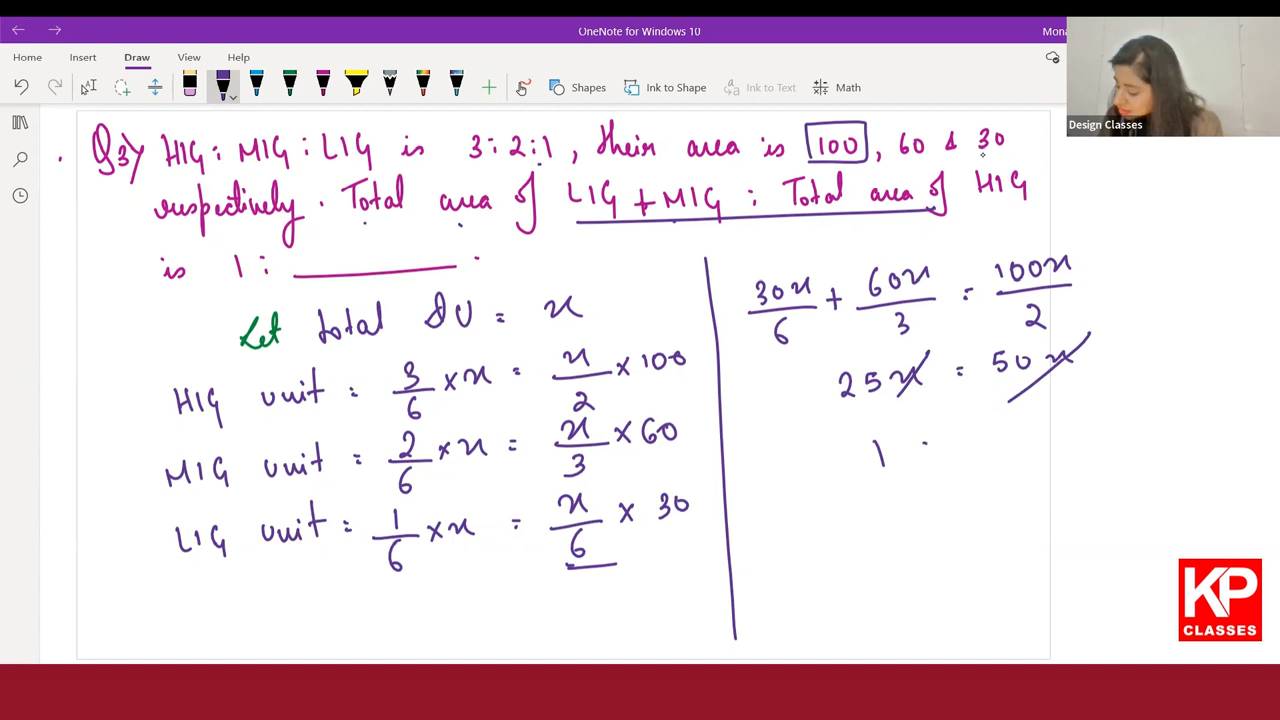 OneNote for Windows 10
Mona
Home Insert Draw View Help
Shapes Ink to Shape Ink to Text Math
Design Classes
Q3) HIG : MIG : LIG is 3:2:1, their area is 100, 60 & 30
respectively. Total area of LIG + MIG : Total area of HIG
is 1 : ________ .
Let total DU = x
HIG unit = 3/6 × x = x/2 × 100
MIG unit = 2/6 × x = x/3 × 60
LIG unit = 1/6 × x = x/6 × 30
30x/6 + 60x/3 = 100x/2
25x = 50x
1 :
KP
CLASSES